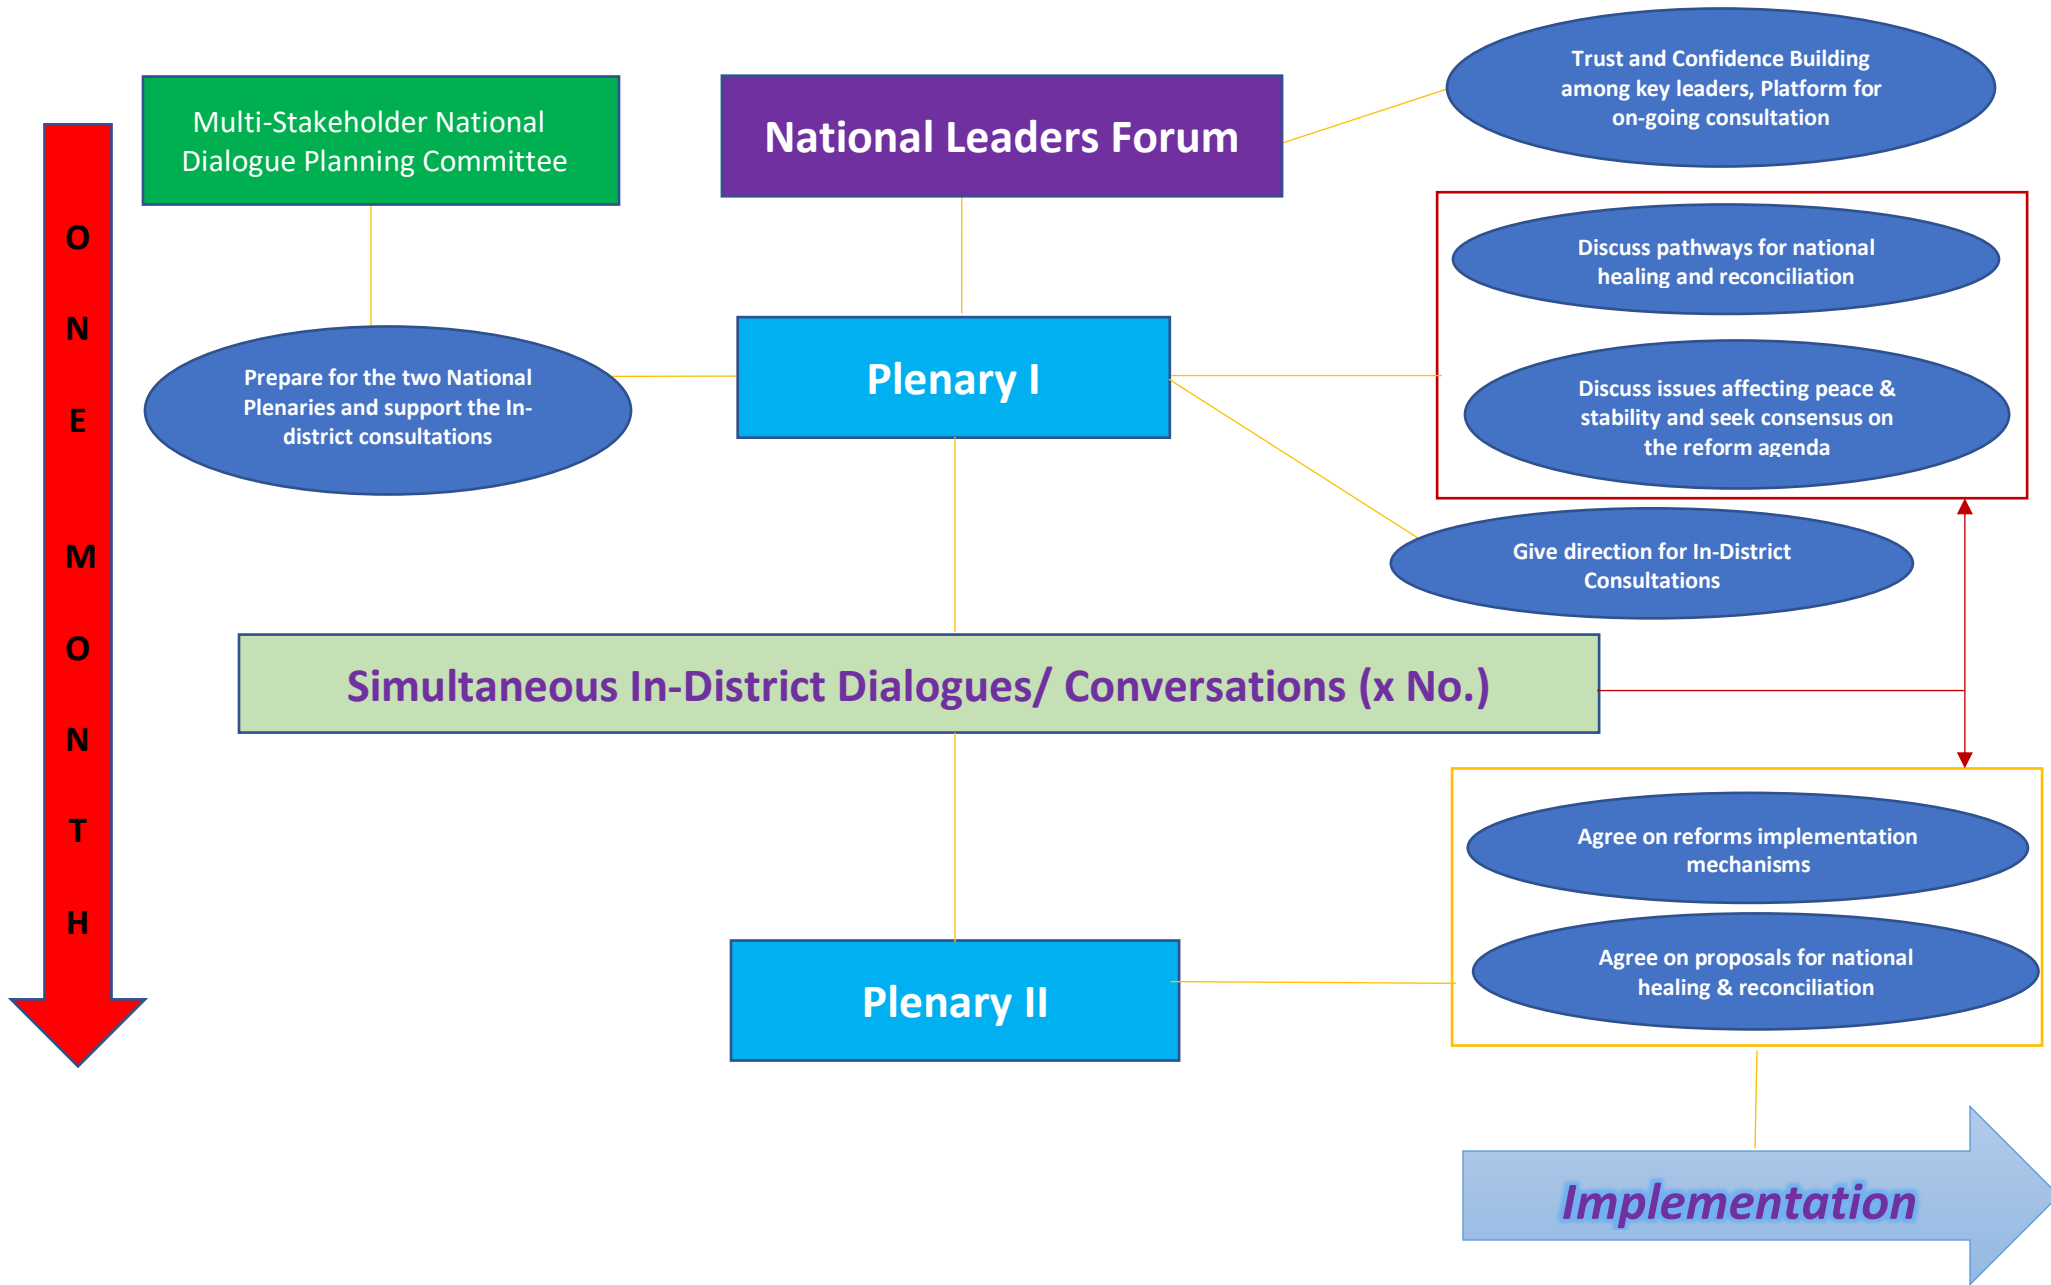 Multi-Stakeholder National
Dialogue Planning Committee
National Leaders Forum
Trust and Confidence Building
among key leaders, Platform for
on-going consultation
O
N
E
M
O
N
T
H
Discuss pathways for national
healing and reconciliation
Prepare for the two National
Plenaries and support the In-
district consultations
Plenary I
Discuss issues affecting peace &
stability and seek consensus on
the reform agenda
Give direction for In-District
Consultations
Simultaneous In-District Dialogues/ Conversations (x No.)
Agree on reforms implementation
mechanisms
Plenary II
Agree on proposals for national
healing & reconciliation
Implementation